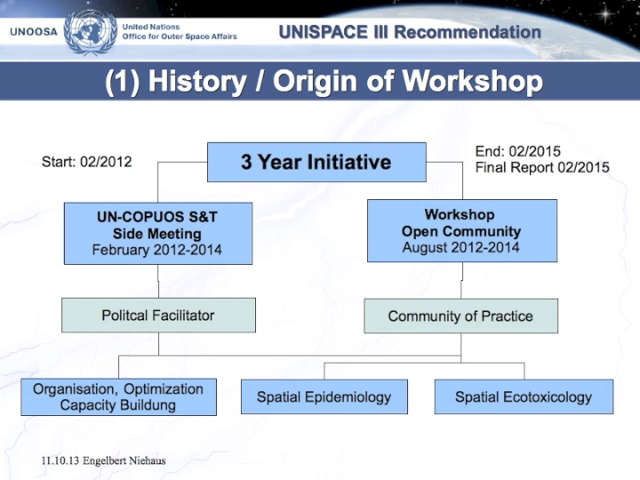 UNOOSA
United Nations
Office for Outer Space Affairs
UNISPACE III Recommendation
(1) History / Origin of Workshop
Start: 02/2012
3 Year Initiative
End: 02/2015
Final Report 02/2015
UN-COPUOS S&T
Side Meeting
February 2012-2014
Workshop
Open Community
August 2012-2014
Politcal Facilitator
Community of Practice
Organisation, Optimization
Capacity Buildung
Spatial Epidemiology
Spatial Ecotoxicology
11.10.13 Engelbert Niehaus